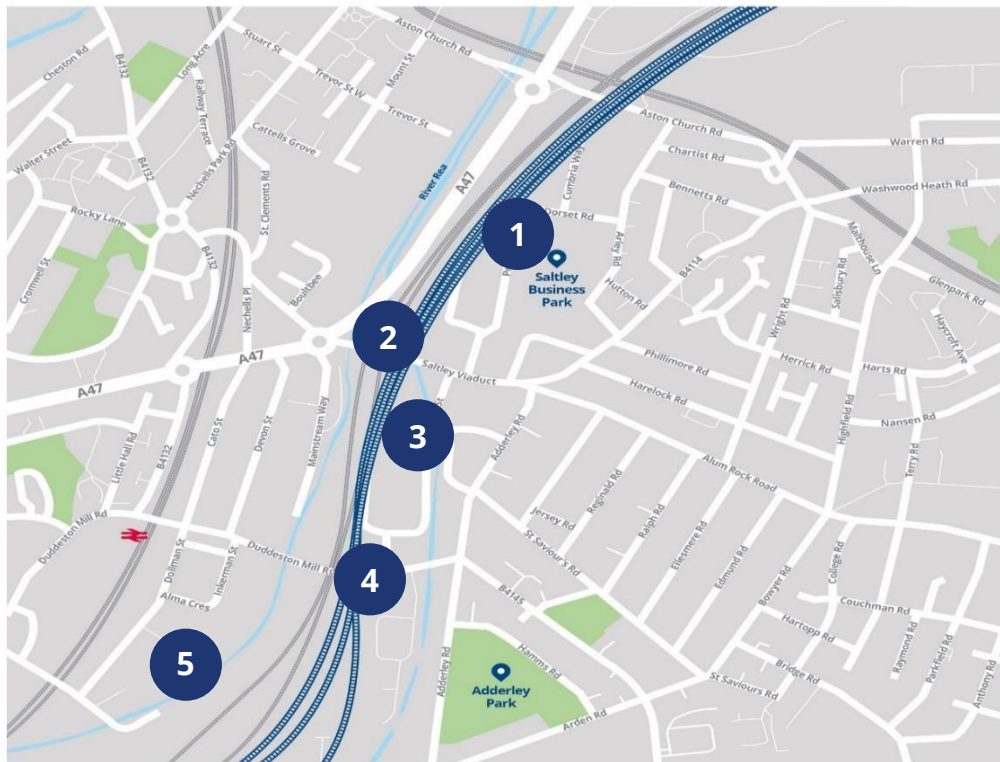 Aston Church Rd
Stuart St
Cheston Rd
B4132
Long Acre
Mount St
Trevor St W
Railway Terrace
Trevor St
Aston Church Rd
Cattells Grove
Walter Street
Nechells Park Rd
River Rea
A47
Chartist Rd
Warren Rd
B4132
St. Clements Rd
Cumbria Way
Bennetts Rd
Washwood Heath Rd
Rocky Lane
1
Dorset Rd
Arley Rd
Malthouse Ln
B4132
Saltley
Business
Park
B4114
Cromwell St
Boultbee
Hutton Rd
Salisbury Rd
Glenpark Rd
Nechells Pl
Wright Rd
Haycroft Ave
2
A47
Saltley Viaduct
Phillimore Rd
Herrick Rd
Harts Rd
A47
Harelock Rd
Highfield Rd
Nansen Rd
Cato St
Devon St
Mainstream Way
3
St
Adderley Rd
Little Hall Rd
B4132
Alum Rock Road
Terry Rd
Reginald Rd
Jersey Rd
Ralph Rd
Duddeston Mill Rd
Ellesmere Rd
St Saviour's Rd
Edmund Rd
Dollman St
Inkerman St
Duddeston Mill Rd
4
College Rd
Bowyer Rd
Alma Cres
B4145
Couchman Rd
Hartopp Rd
Raymond Rd
Parkfield Rd
5
Adderley Rd
Hamms Rd
Bridge Rd
St Saviours Rd
Anthony Rd
Adderley
Park
Arden Rd